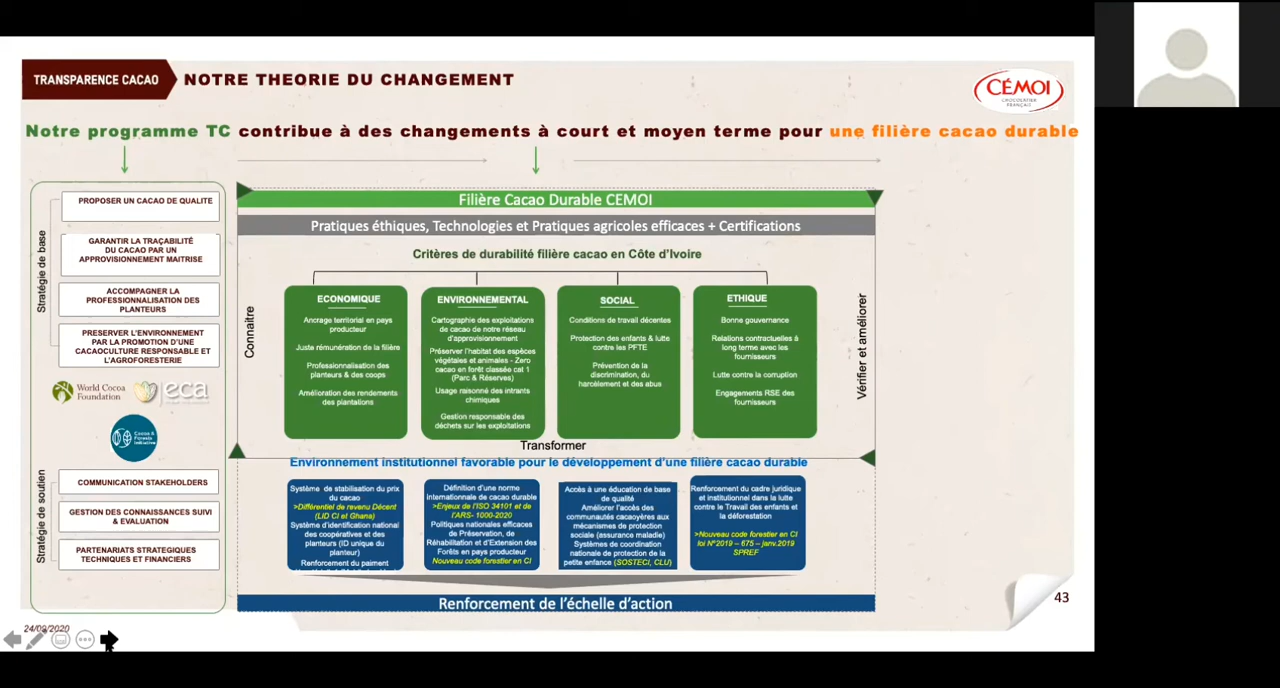 TRANSPARENCE CACAO
NOTRE THEORIE DU CHANGEMENT
CÉMOI
CHOCOLATIER
FRANÇAIS
Notre programme TC contribue à des changements à court et moyen terme pour une filière cacao durable
Stratégie de base
PROPOSER UN CACAO DE QUALITE
GARANTIR LA TRAÇABILITÉ
DU CACAO PAR UN
APPROVISIONNEMENT MAITRISE
ACCOMPAGNER LA
PROFESSIONNALISATION DES
PLANTEURS
PRESERVER L'ENVIRONNEMENT
PAR LA PROMOTION D'UNE
CACAOCULTURE RESPONSABLE ET
L'AGROFORESTERIE
World Cocoa
Foundation
eca
Cocoa &
Forests
Initiative
Stratégie de soutien
COMMUNICATION STAKEHOLDERS
GESTION DES CONNAISSANCES SUIVI
& EVALUATION
PARTENARIATS STRATEGIQUES
TECHNIQUES ET FINANCIERS
Filière Cacao Durable CEMOI
Pratiques éthiques, Technologies et Pratiques agricoles efficaces + Certifications
Critères de durabilité filière cacao en Côte d'Ivoire
Connaitre
ECONOMIQUE
Ancrage territorial en pays
producteur
Juste rémunération de la filière
Professionnalisation des
planteurs & des coops
Amélioration des rendements
des plantations
ENVIRONNEMENTAL
Cartographie des exploitations
de cacao de notre réseau
d'approvisionnement
Préserver l'habitat des espèces
végétales et animales - Zero
cacao en forêt classée cat 1
(Parc & Réserves)
Usage raisonné des intrants
chimiques
Gestion responsable des
déchets sur les exploitations
SOCIAL
Conditions de travail décentes
Protection des enfants & lutte
contre les PFTE
Prévention de la
discrimination, du
harcèlement et des abus
ETHIQUE
Bonne gouvernance
Relations contractuelles à
long terme avec les
fournisseurs
Lutte contre la corruption
Engagements RSE des
fournisseurs
Vérifier et améliorer
Transformer
Environnement institutionnel favorable pour le développement d'une filière cacao durable
Système de stabilisation du prix
du cacao
>Différentiel de revenu Décent
(LID CI et Ghana)
Système d'identification national
des coopératives et des
planteurs (ID unique du
planteur)
Renforcement du paiment
Définition d'une norme
Internationale de cacao durable
>Enjeux de l'ISO 34101 et de
l'ARS- 1000-2020
Politiques nationales efficaces
de Préservation, de
Réhabilitation et d'Extension des
Forêts en pays producteur
Nouveau code forestier en CI
Accès à une éducation de base
de qualité
Améliorer l'accès des
communautés cacaoyères aux
mécanismes de protection
sociale (assurance maladie)
Systèmes de coordination
nationale de protection de la
petite enfance (SOSTECI, CLU)
Renforcement du cadre juridique
et institutionnel dans la lutte
contre le Travail des enfants et
la déforestation
>Nouveau code forestier en CI
loi N°2019 – 675 – janv.2019
SPREF
Renforcement de l'échelle d'action
43
24/09/2020